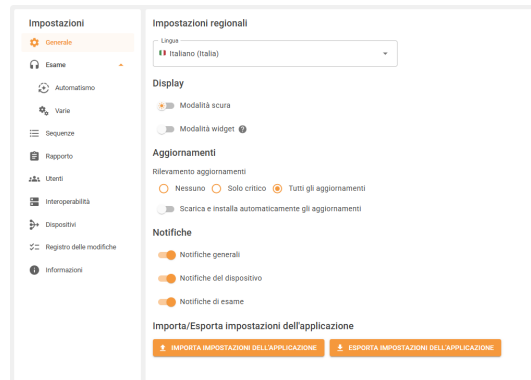 Impostazioni
Generale
Esame
Automatismo
Varie
Sequenze
Rapporto
Utenti
Interoperabilità
Dispositivi
Registro delle modifiche
Informazioni
Impostazioni regionali
Lingua
Italiano (Italia)
Display
Modalità scura
Modalità widget ?
Aggiornamenti
Rilevamento aggiornamenti
Nessuno Solo critico Tutti gli aggiornamenti
Scarica e installa automaticamente gli aggiornamenti
Notifiche
Notifiche generali
Notifiche del dispositivo
Notifiche di esame
Importa/Esporta impostazioni dell'applicazione
IMPORTA IMPOSTAZIONI DELL'APPLICAZIONE ESPORTA IMPOSTAZIONI DELL'APPLICAZIONE